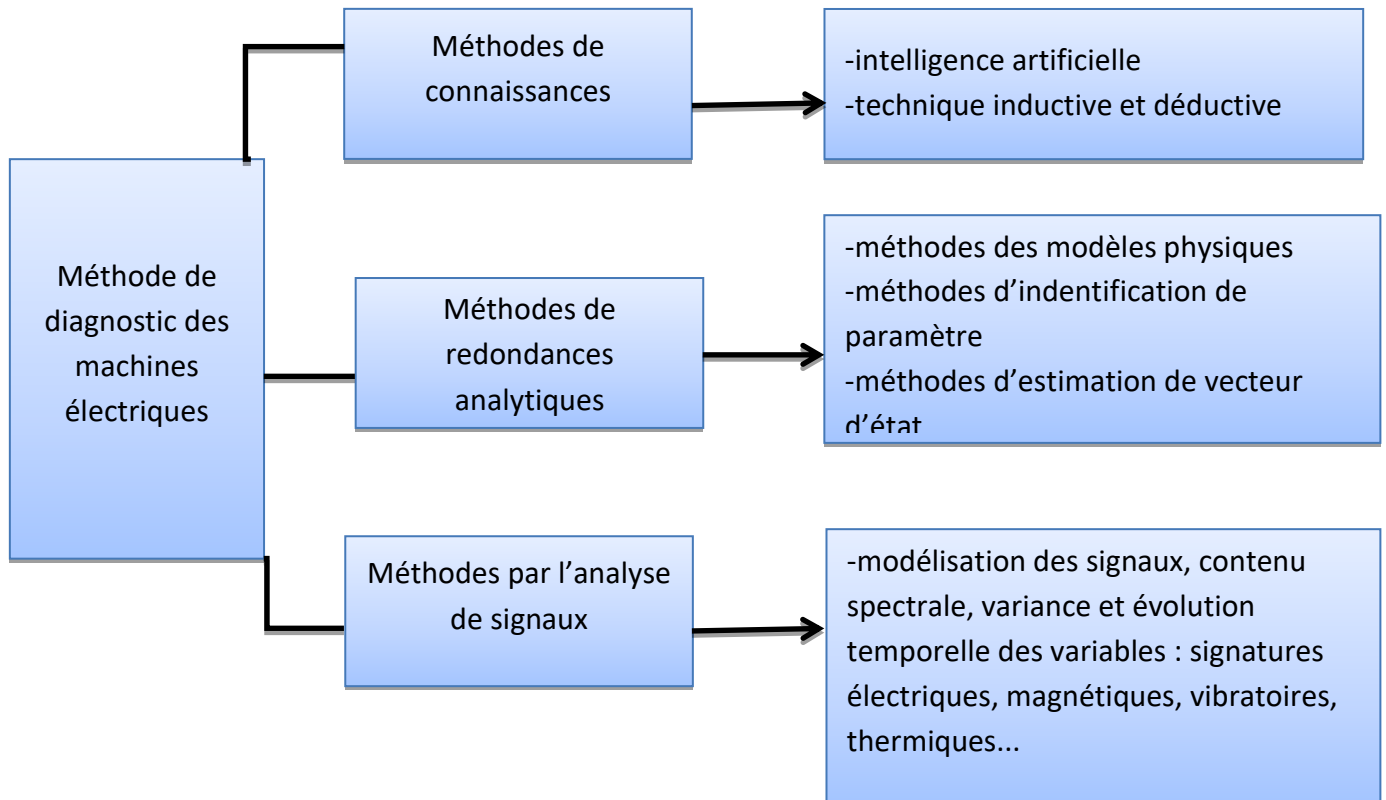 Méthode de
diagnostic des
machines
électriques
Méthodes de
connaissances
-intelligence artificielle
-technique inductive et déductive
Méthodes de
redondances
analytiques
-méthodes des modèles physiques
-méthodes d’indentification de
paramètre
-méthodes d’estimation de vecteur
d’état
Méthodes par l’analyse
de signaux
-modélisation des signaux, contenu
spectrale, variance et évolution
temporelle des variables : signatures
électriques, magnétiques, vibratoires,
thermiques...